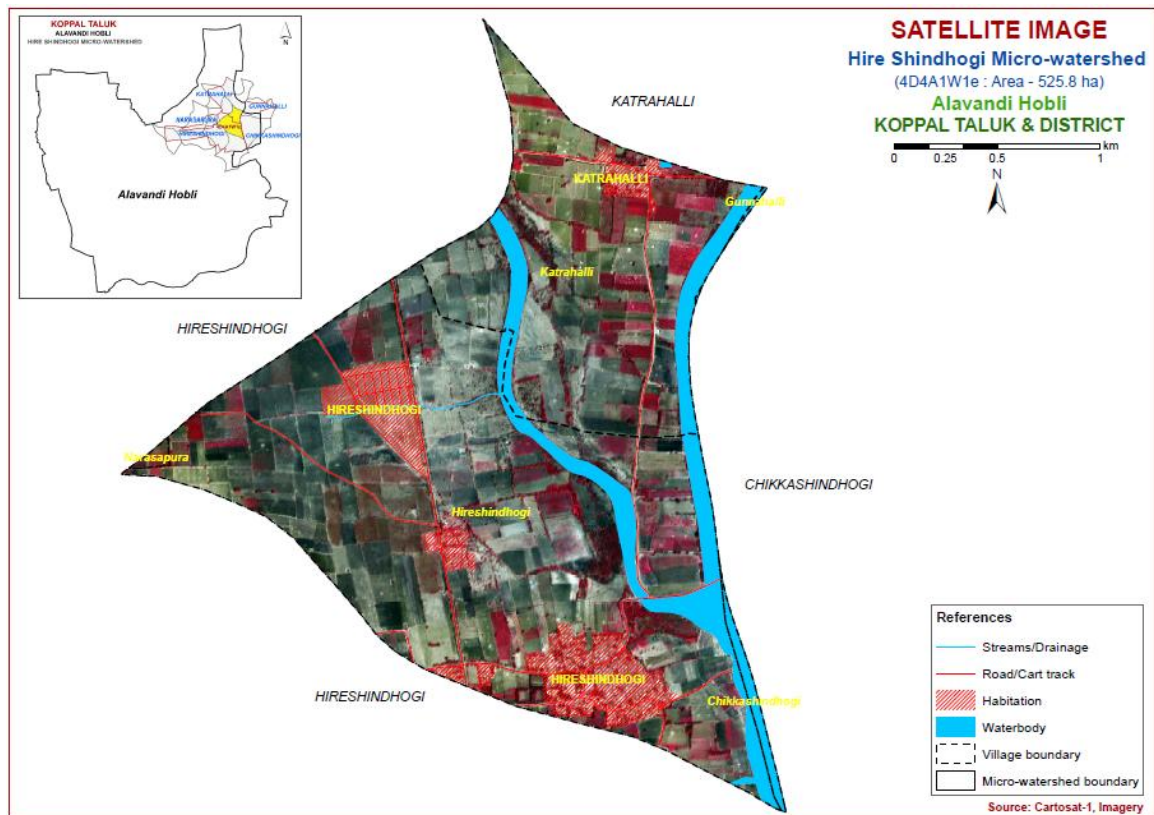 KOPPAL TALUK
ALAVANDI HOBLI
HIRE SHINDHOGI MICRO-WATERSHED
N
KATRAHALLI
GUNNAHALLI
NARASAPURA
HIRESHINDHOGI
CHIKKASHINDHOGI
Alavandi Hobli
SATELLITE IMAGE
Hire Shindhogi Micro-watershed
(4D4A1W1e : Area - 525.8 ha)
Alavandi Hobli
KOPPAL TALUK & DISTRICT
km
0 0.25 0.5 1
N
KATRAHALLI
KATRAHALLI
Gunnahalli
Katrahalli
HIRESHINDHOGI
HIRESHINDHOGI
Narasapura
CHIKKASHINDHOGI
Hireshindhogi
HIRESHINDHOGI
HIRESHINDHOGI
Chikkashindhogi
References
Streams/Drainage
Road/Cart track
Habitation
Waterbody
Village boundary
Micro-watershed boundary
Source: Cartosat-1, Imagery